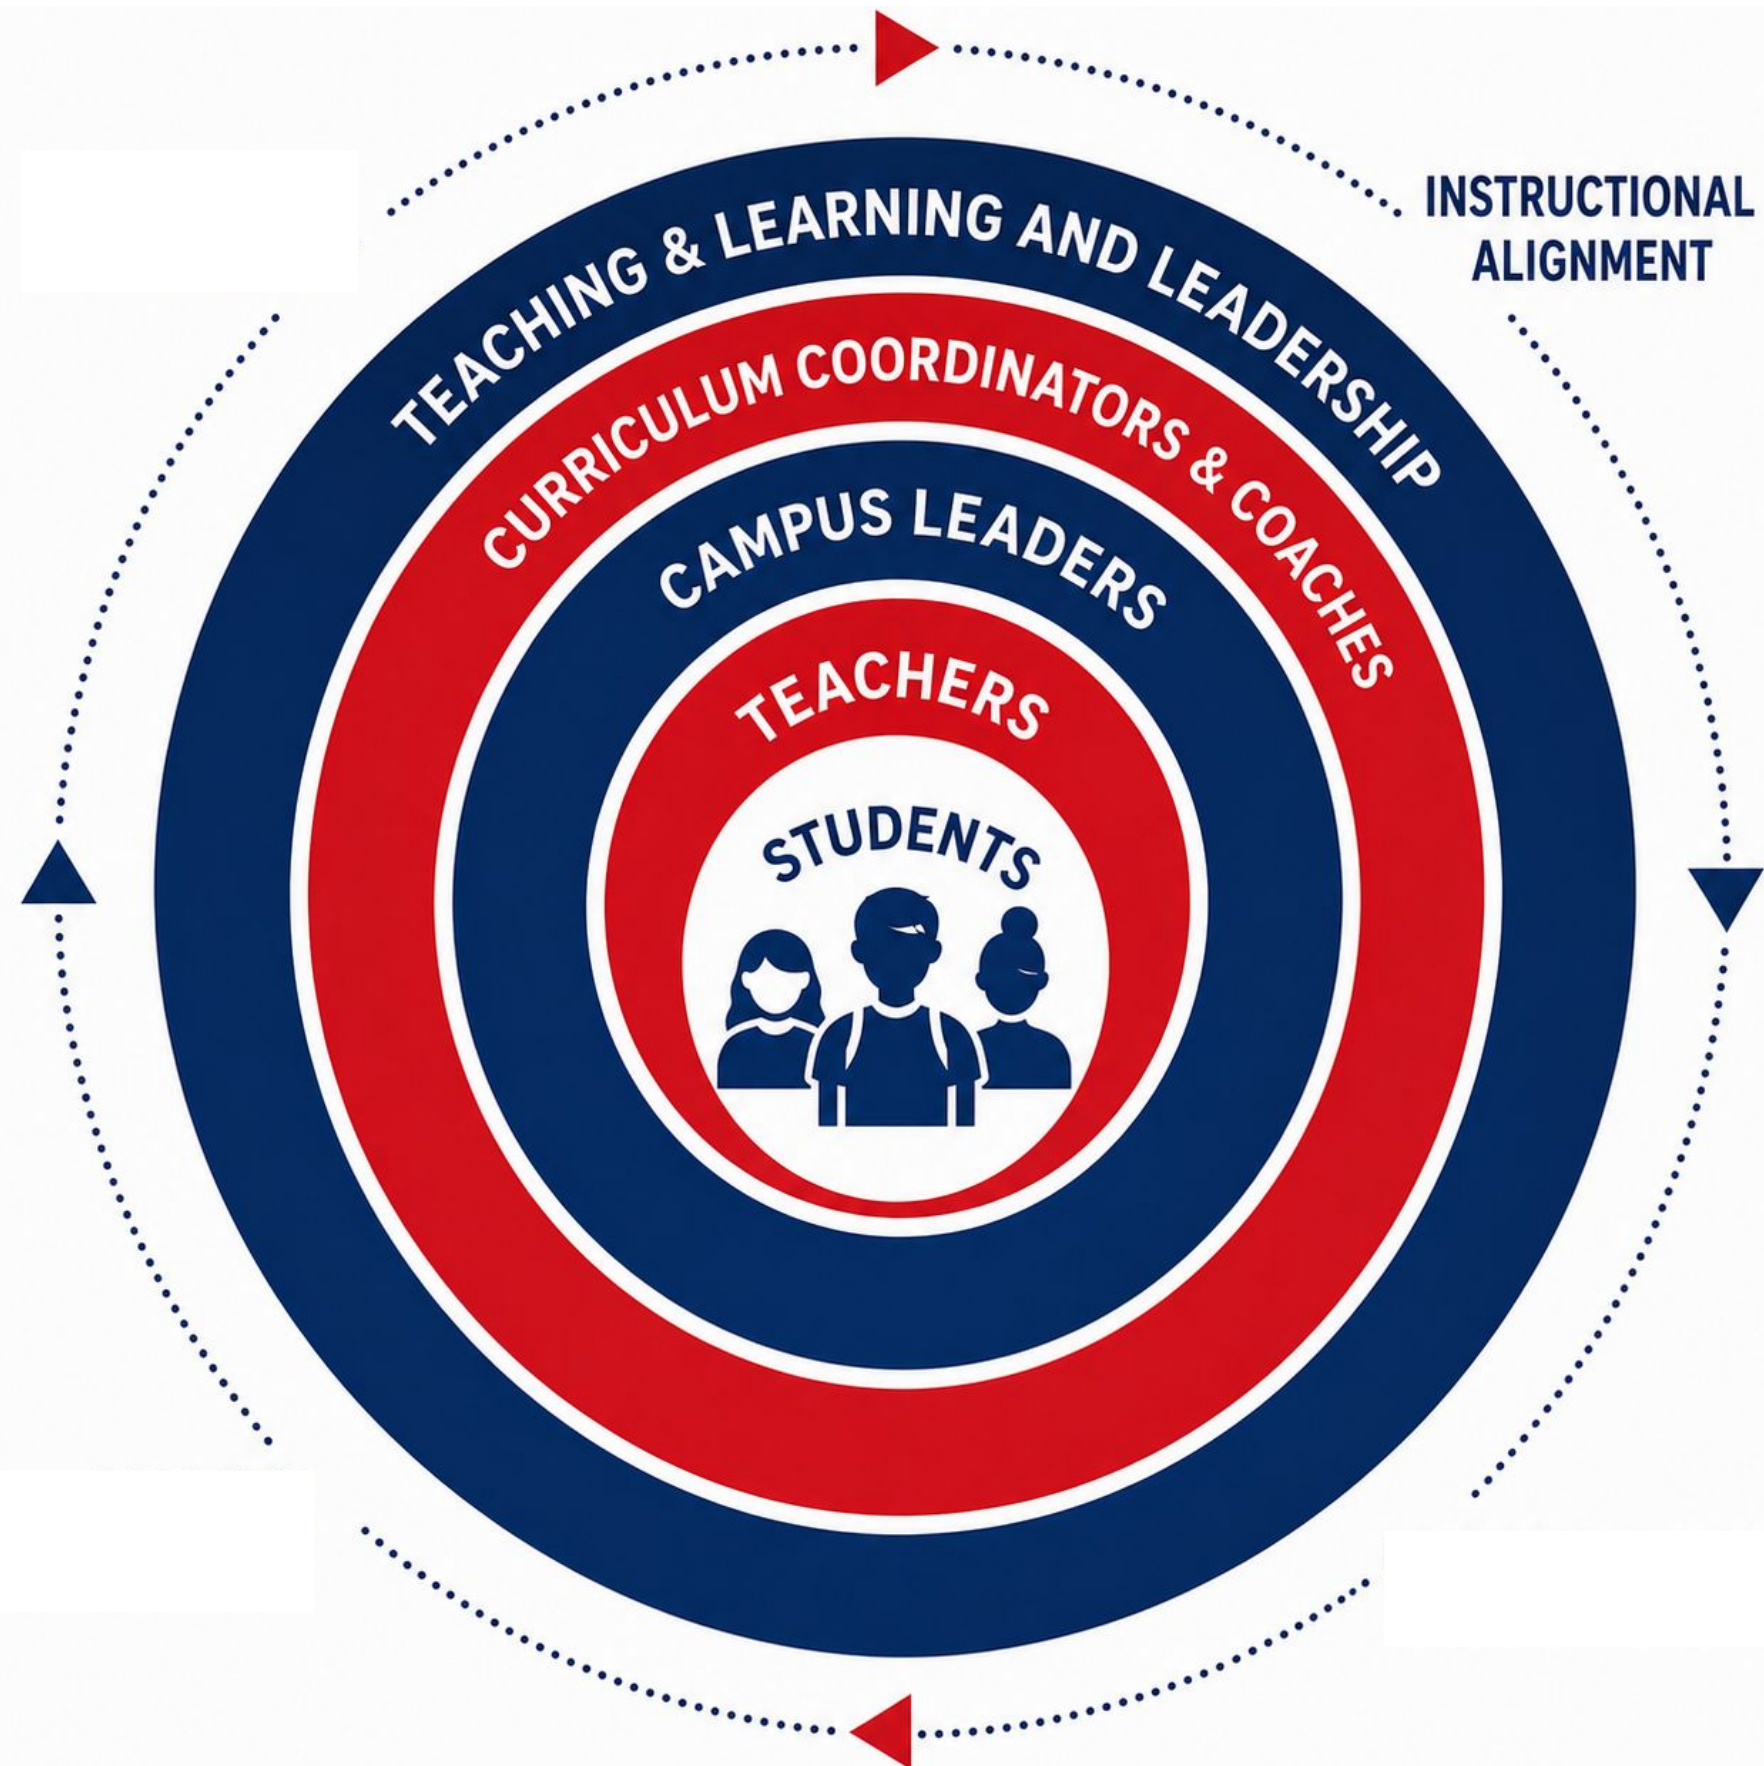 TEACHING & LEARNING AND LEADERSHIP
INSTRUCTIONAL
ALIGNMENT
CURRICULUM COORDINATORS & COACHES
CAMPUS LEADERS
TEACHERS
STUDENTS